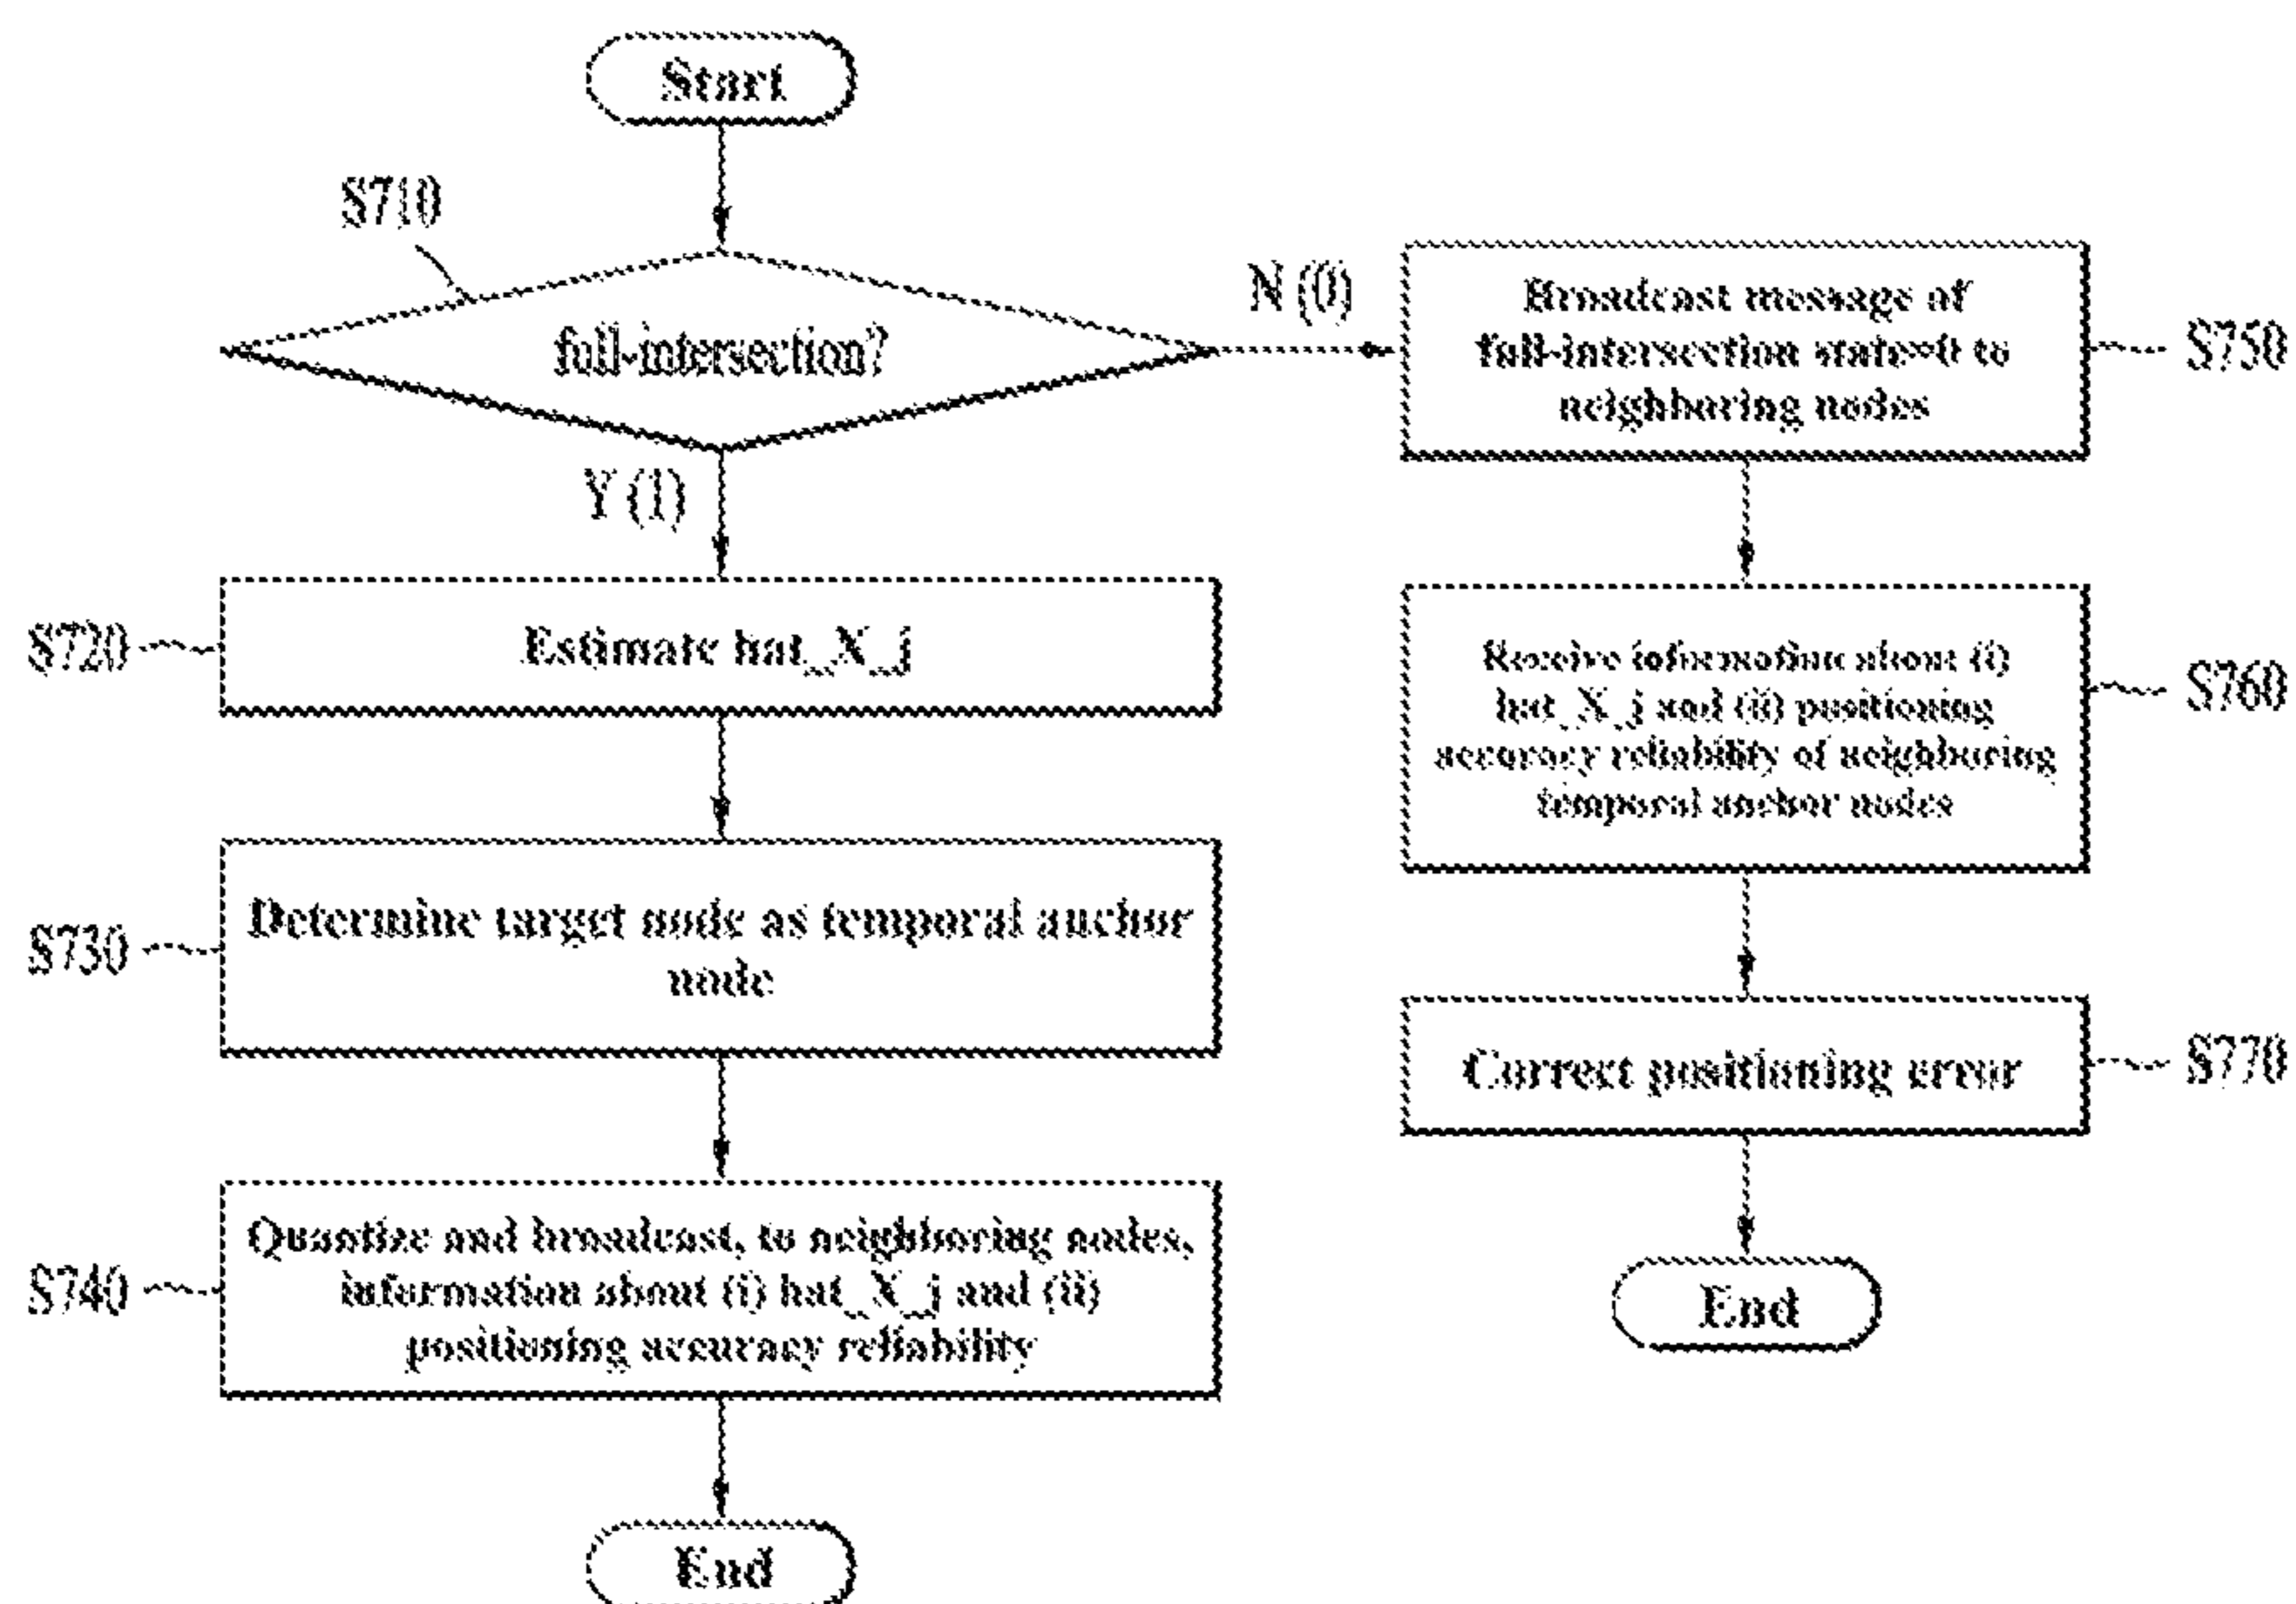 Start
S710
full-intersection?
N (0)
Y (1)
S720
Estimate hat_X_j
S730
Determine target node as temporal anchor
node
S740
Quantize and broadcast, to neighboring nodes,
information about (i) hat_X_j and (ii)
positioning accuracy reliability
End
Broadcast message of
full-intersection state=0 to
neighboring nodes
S750
Receive information about (i)
hat_X_j and (ii) positioning
accuracy reliability of neighboring
temporal anchor nodes
S760
Correct positioning error
S770
End